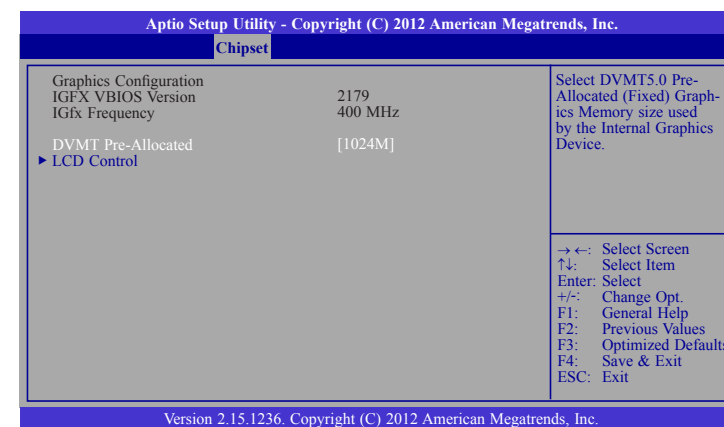 Aptio Setup Utility - Copyright (C) 2012 American Megatrends, Inc.
Chipset
Graphics Configuration
IGFX VBIOS Version 2179
IGfx Frequency 400 MHz
DVMT Pre-Allocated [1024M]
► LCD Control
Select DVMT5.0 Pre-
Allocated (Fixed) Graph-
ics Memory size used
by the Internal Graphics
Device.
→←: Select Screen
↑↓: Select Item
Enter: Select
+/-: Change Opt.
F1: General Help
F2: Previous Values
F3: Optimized Defaults
F4: Save & Exit
ESC: Exit
Version 2.15.1236. Copyright (C) 2012 American Megatrends, Inc.